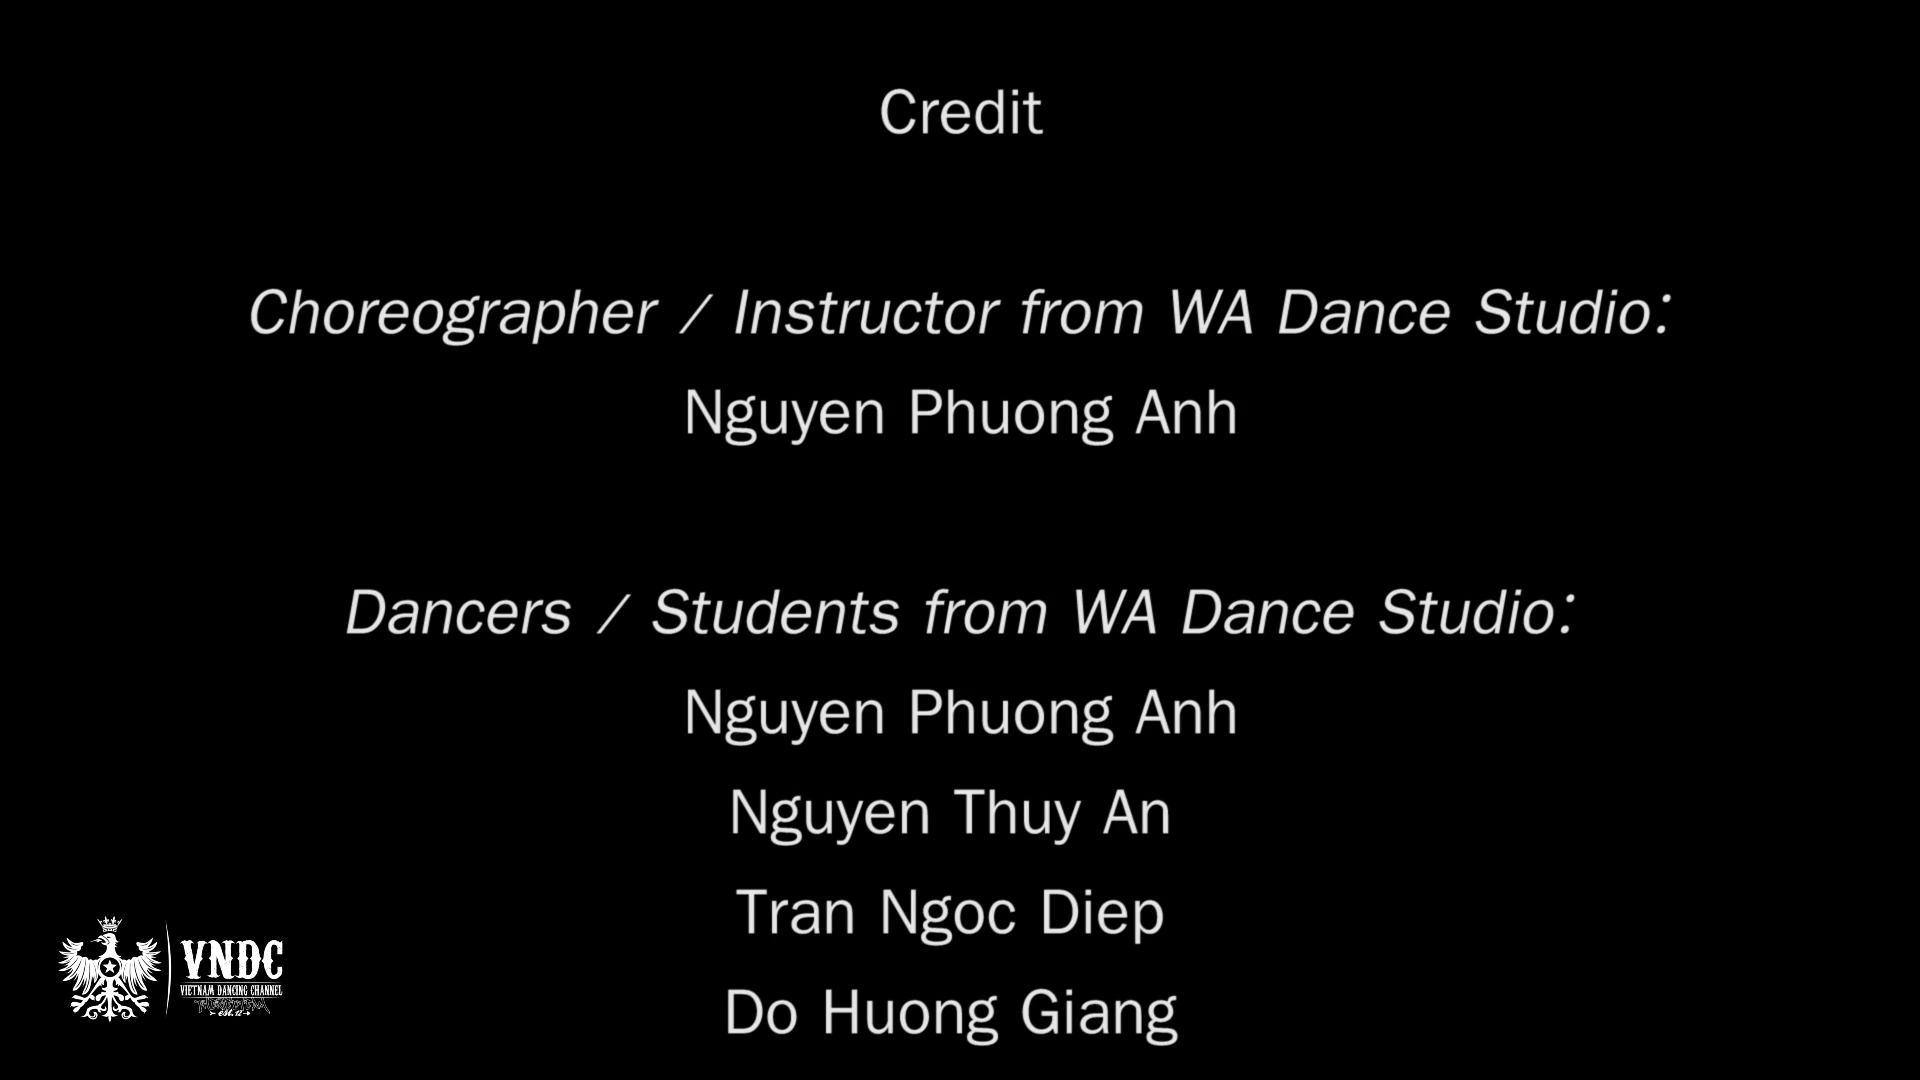 Credit
Choreographer / Instructor from WA Dance Studio:
Nguyen Phuong Anh
Dancers / Students from WA Dance Studio:
Nguyen Phuong Anh
Nguyen Thuy An
Tran Ngoc Diep
Do Huong Giang
VNDC
VIETNAM DANCING CHANNEL